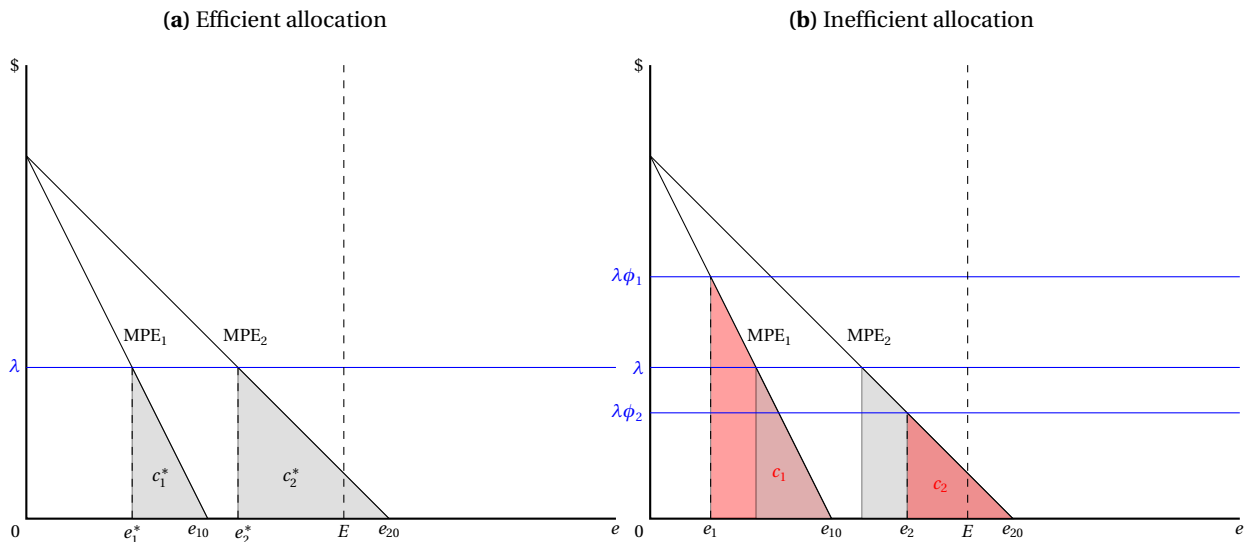 (a) Efficient allocation
$
MPE₁ MPE₂
λ
c₁* c₂*
0 e₁* e₁₀ e₂* E e₂₀ e
(b) Inefficient allocation
$
λϕ₁
MPE₁ MPE₂
λ
λϕ₂
c₁ c₂
0 e₁ e₁₀ e₂ E e₂₀ e